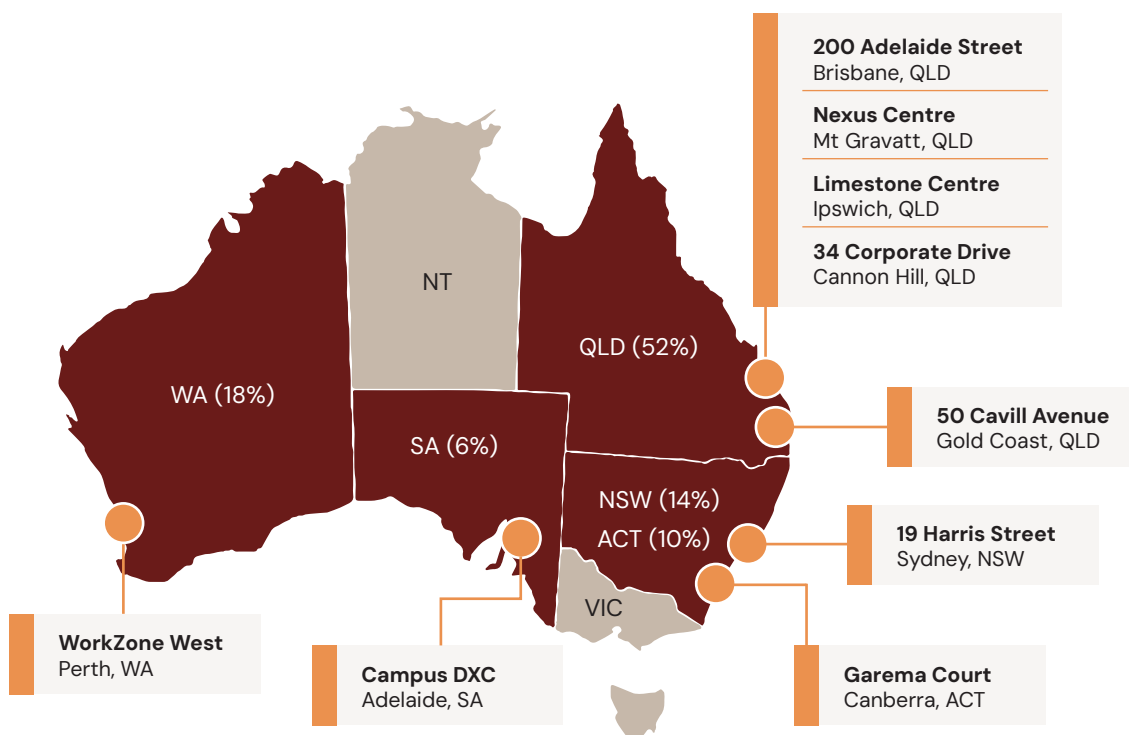 200 Adelaide Street
Brisbane, QLD
Nexus Centre
Mt Gravatt, QLD
Limestone Centre
Ipswich, QLD
34 Corporate Drive
Cannon Hill, QLD
NT
QLD (52%)
WA (18%)
SA (6%)
50 Cavill Avenue
Gold Coast, QLD
NSW (14%)
ACT (10%)
19 Harris Street
Sydney, NSW
VIC
WorkZone West
Perth, WA
Campus DXC
Adelaide, SA
Garema Court
Canberra, ACT